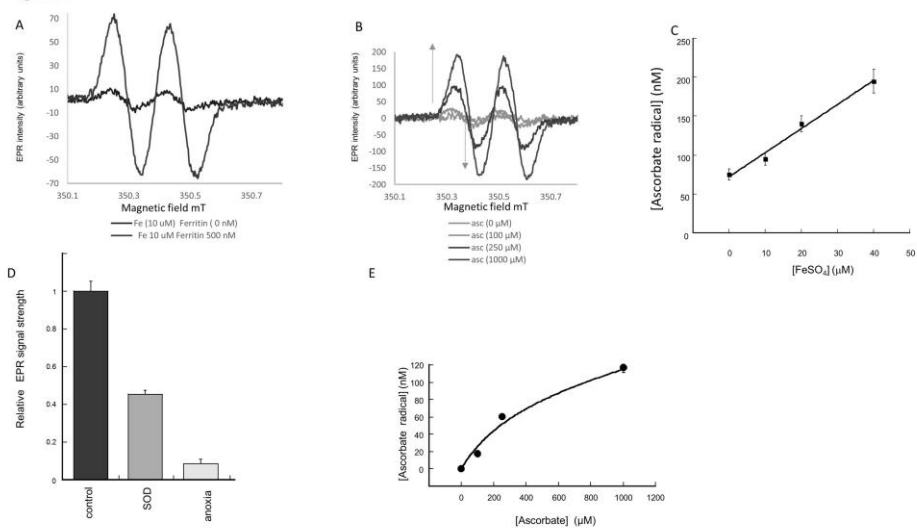 A
EPR intensity (arbitrary units)
70
50
30
10
-10
-30
-50
-70
350.1
350.3
350.5
350.7
Magnetic field mT
Fe (10 uM) Ferritin ( 0 nM)
Fe 10 uM Ferritin 500 nM
B
EPR intensity (arbitrary units)
200
150
100
50
0
-50
-100
-150
-200
350.1
350.3
350.5
350.7
Magnetic field mT
asc (0 µM)
asc (100 µM)
asc (250 µM)
asc (1000 µM)
C
[Ascorbate radical] (nM)
250
200
150
100
50
0
0
10
20
30
40
50
[FeSO4] (µM)
D
Relative EPR signal strength
1
0.8
0.6
0.4
0.2
0
control
SOD
anoxia
E
[Ascorbate radical] (nM)
120
100
80
60
40
20
0
0
200
400
600
800
1000
1200
[Ascorbate] (µM)